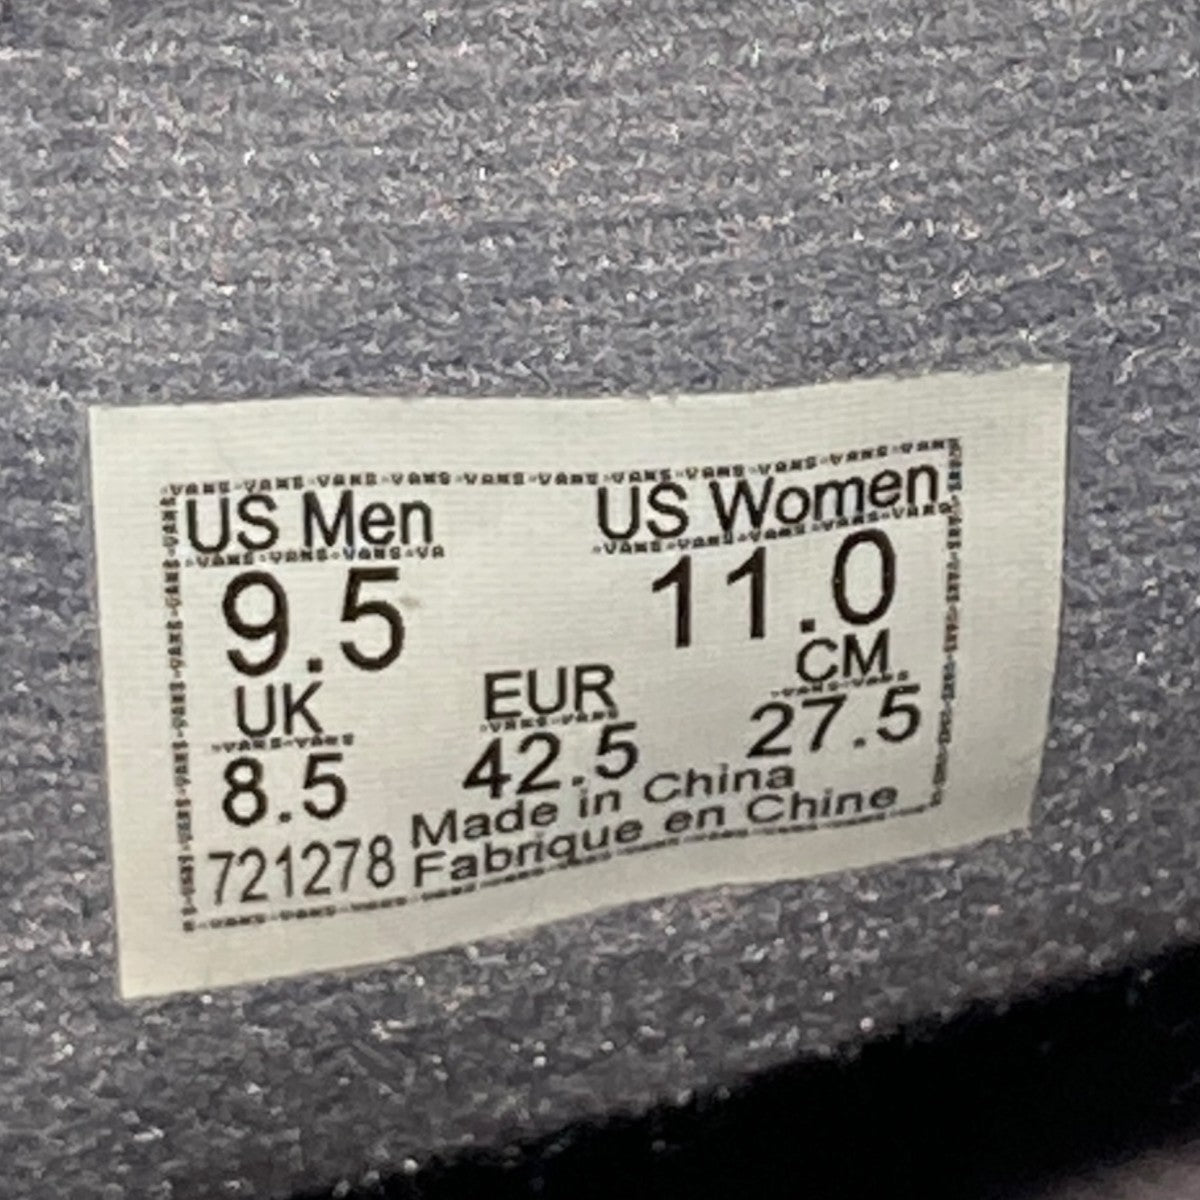 US Men US Women
9.5 11.0
UK EUR CM
8.5 42.5 27.5
721278 Made in China
Fabrique en Chine